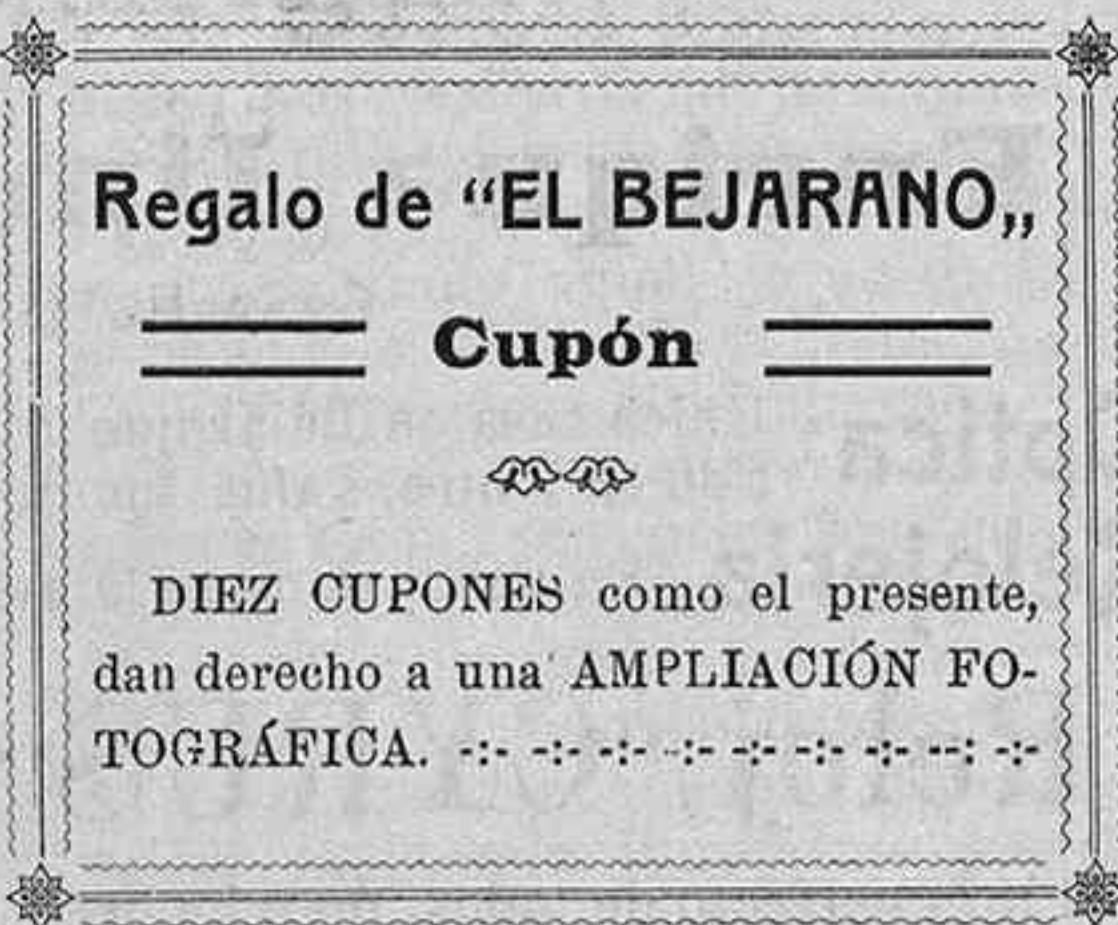 Regalo de “EL BEJARANO„
Cupón
DIEZ CUPONES como el presente,
dan derecho a una AMPLIACIÓN FO-
TOGRÁFICA. -:- -:- -:- -:- -:- -:- -:- --: -:-